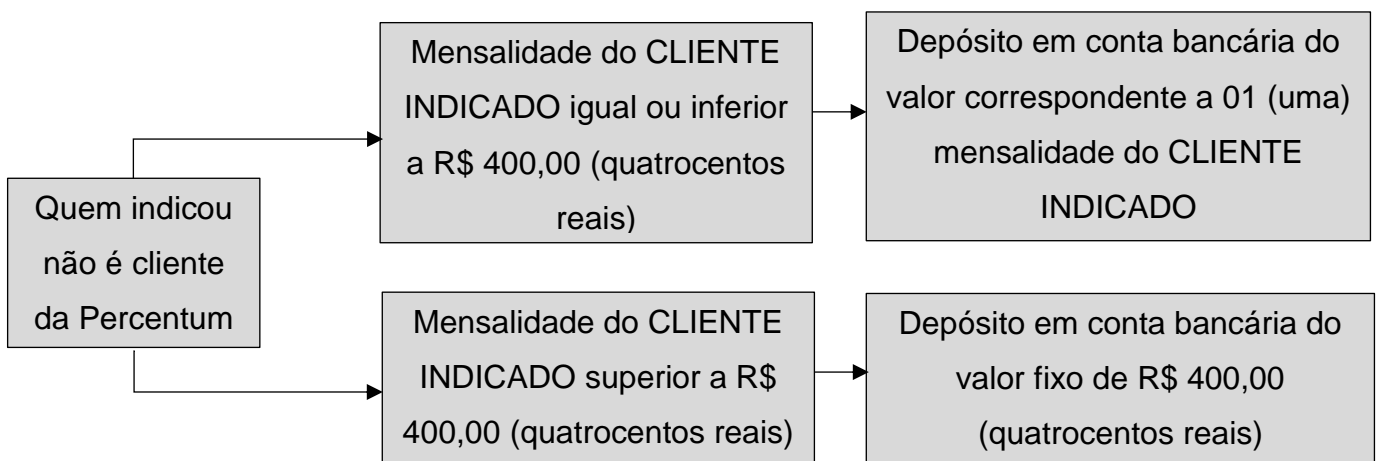 Quem indicou
não é cliente
da Percentum
Mensalidade do CLIENTE
INDICADO igual ou inferior
a R$ 400,00 (quatrocentos
reais)
Depósito em conta bancária do
valor correspondente a 01 (uma)
mensalidade do CLIENTE
INDICADO
Mensalidade do CLIENTE
INDICADO superior a R$
400,00 (quatrocentos reais)
Depósito em conta bancária do
valor fixo de R$ 400,00
(quatrocentos reais)